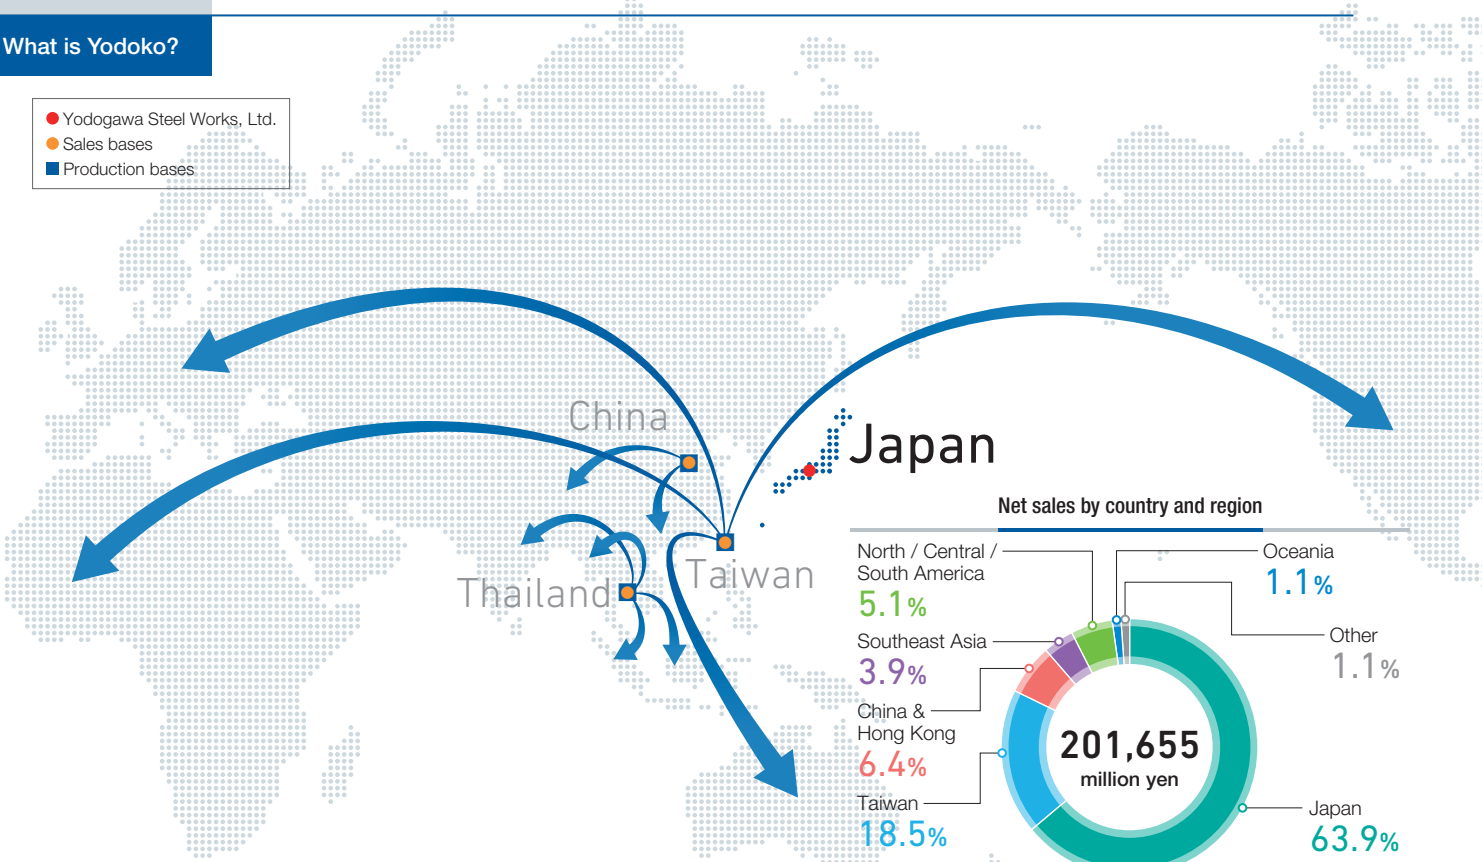 What is Yodoko?
Yodogawa Steel Works, Ltd.
Sales bases
Production bases
China
Japan
Taiwan
Thailand
Net sales by country and region
North / Central /
South America
5.1%
Southeast Asia
3.9%
China &
Hong Kong
6.4%
Taiwan
18.5%
Oceania
1.1%
Other
1.1%
201,655
million yen
Japan
63.9%